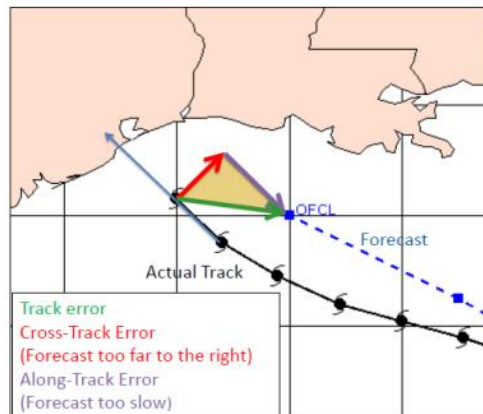 OFCL
Forecast
Actual Track
Track error
Cross-Track Error
(Forecast too far to the right)
Along-Track Error
(Forecast too slow)